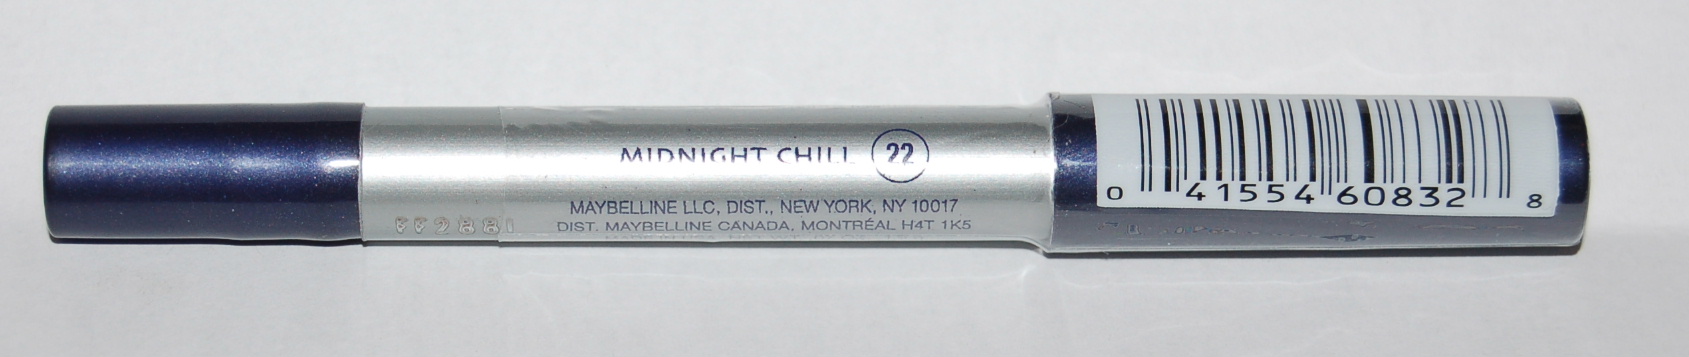 MIDNIGHT CHILL 22
MAYBELLINE LLC, DIST., NEW YORK, NY 10017
DIST. MAYBELLINE CANADA, MONTRÉAL H4T 1K5
0 41554 60832 8